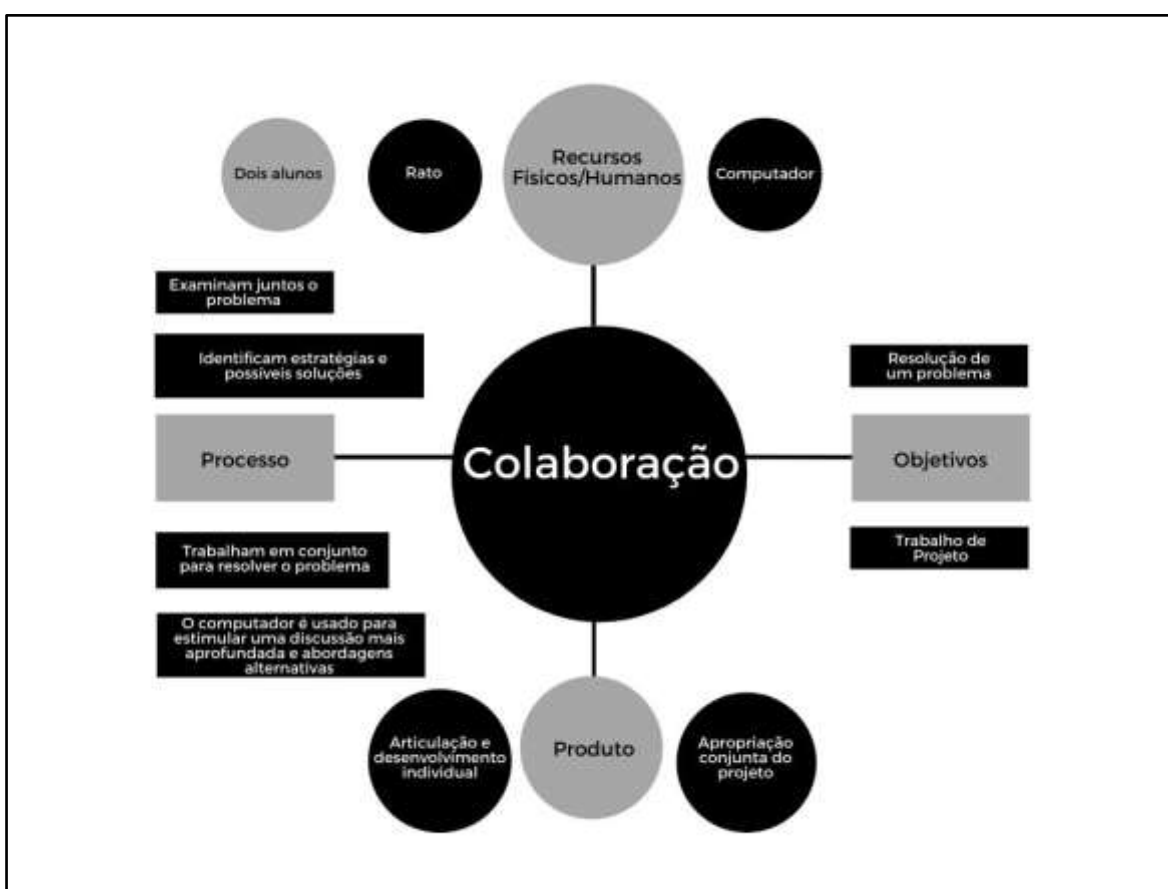 Dois alunos
Rato
Recursos
Físicos/Humanos
Computador
Examinam juntos o
problema
Identificam estratégias e
possíveis soluções
Processo
Trabalham em conjunto
para resolver o problema
O computador é usado para
estimular uma discussão mais
aprofundada e abordagens
alternativas
Colaboração
Resolução de
um problema
Objetivos
Trabalho de
Projeto
Articulação e
desenvolvimento
individual
Produto
Apropriação
conjunta do
projeto